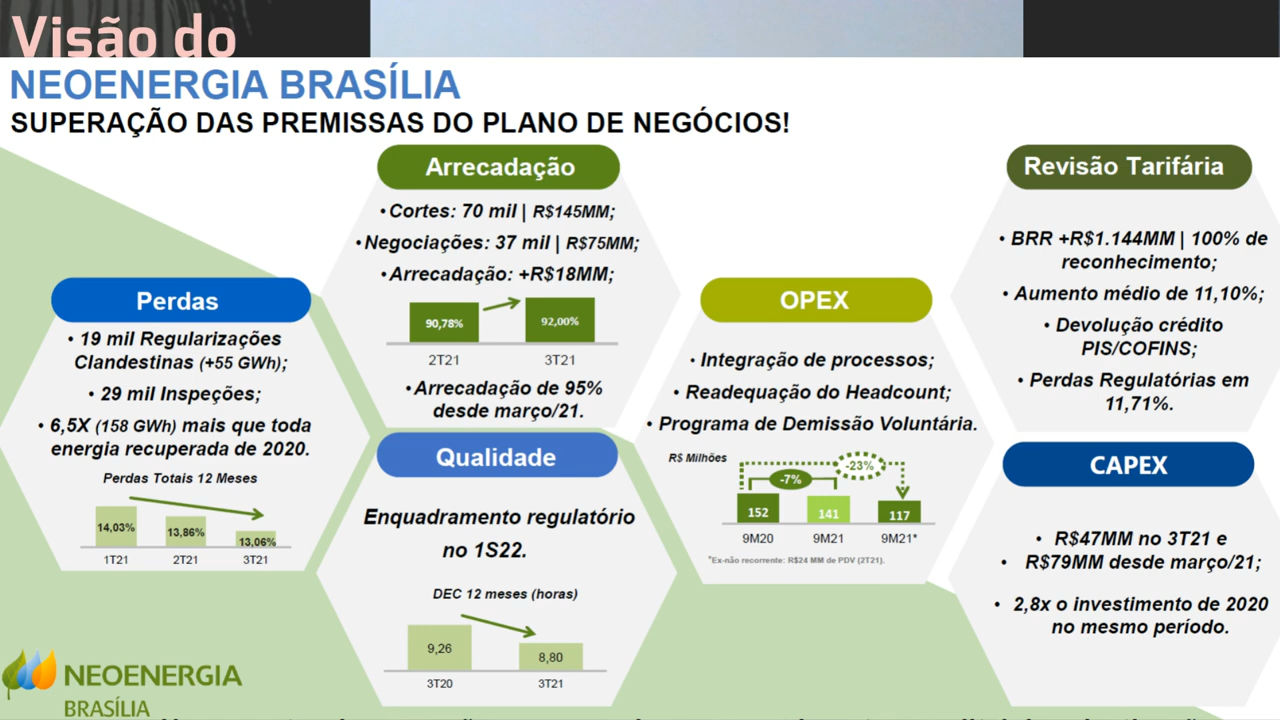 Visão do
NEOENERGIA BRASÍLIA
SUPERAÇÃO DAS PREMISSAS DO PLANO DE NEGÓCIOS!
Perdas
• 19 mil Regularizações
Clandestinas (+55 GWh);
• 29 mil Inspeções;
• 6,5X (158 GWh) mais que toda
energia recuperada de 2020.
Perdas Totais 12 Meses
14,03% 13,86% 13,06%
1T21 2T21 3T21
Arrecadação
• Cortes: 70 mil | R$145MM;
• Negociações: 37 mil | R$75MM;
• Arrecadação: +R$18MM;
90,78% 92,00%
2T21 3T21
• Arrecadação de 95%
desde março/21.
Qualidade
Enquadramento regulatório
no 1S22.
DEC 12 meses (horas)
9,26 8,80
3T20 3T21
OPEX
• Integração de processos;
• Readequação do Headcount;
• Programa de Demissão Voluntária.
R$ Milhões
-23%
-7%
152 141 117
9M20 9M21 9M21*
*Ex-não recorrente: R$24 MM de PDV (2T21).
Revisão Tarifária
• BRR +R$1.144MM | 100% de
reconhecimento;
• Aumento médio de 11,10%;
• Devolução crédito
PIS/COFINS;
• Perdas Regulatórias em
11,71%.
CAPEX
• R$47MM no 3T21 e
• R$79MM desde março/21;
• 2,8x o investimento de 2020
no mesmo período.
NEOENERGIA
BRASÍLIA